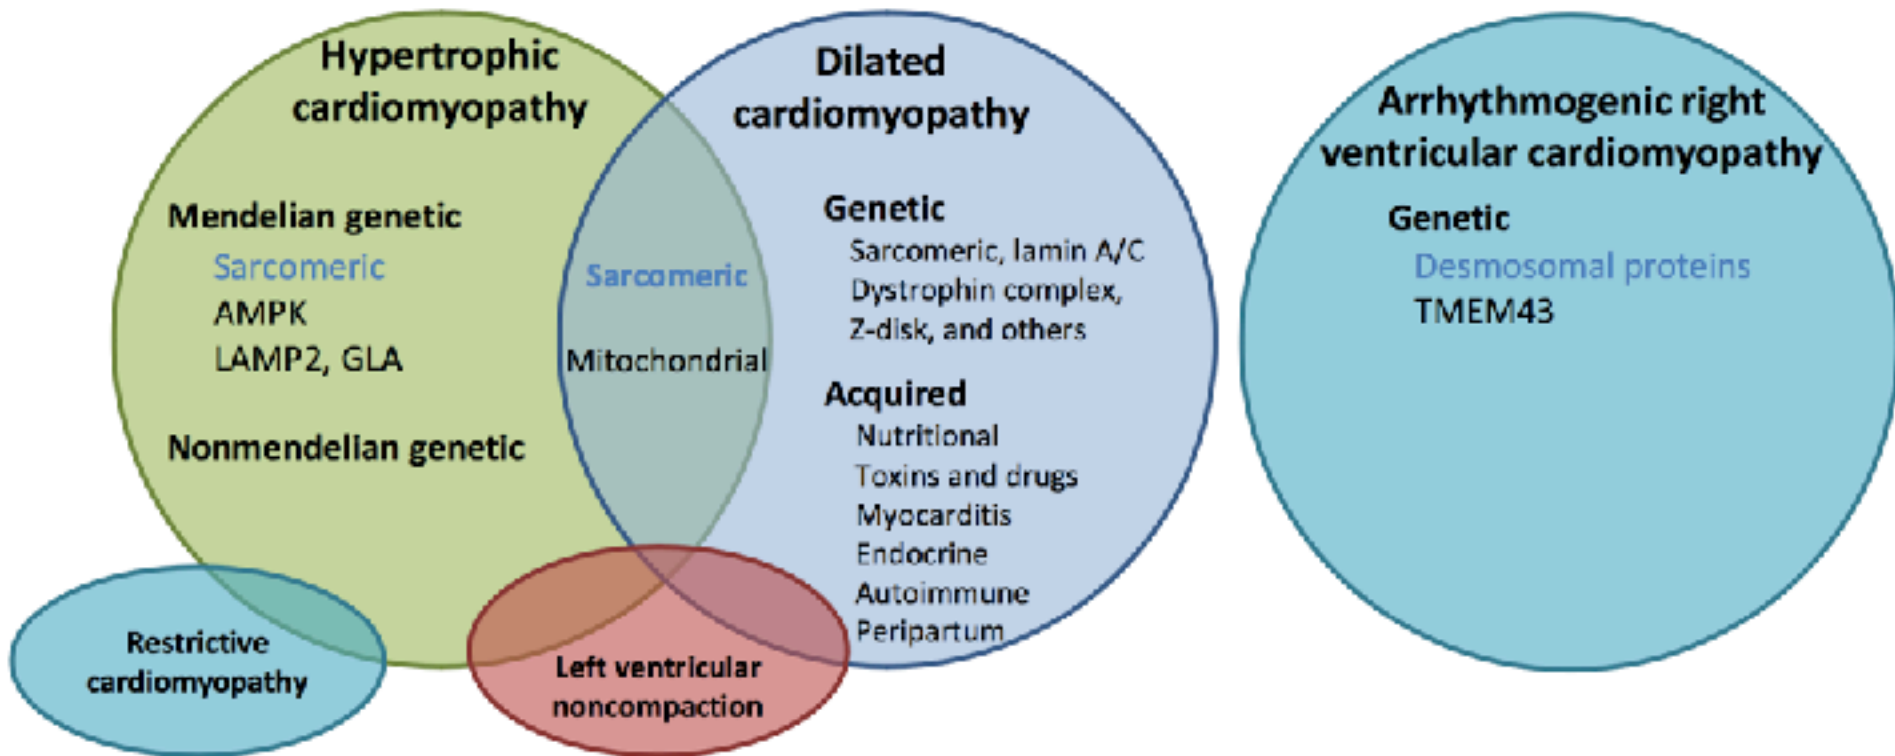 Hypertrophic
cardiomyopathy
Mendelian genetic
Sarcomeric
AMPK
LAMP2, GLA
Nonmendelian genetic
Sarcomeric
Mitochondrial
Dilated
cardiomyopathy
Genetic
Sarcomeric, lamin A/C
Dystrophin complex,
Z-disk, and others
Acquired
Nutritional
Toxins and drugs
Myocarditis
Endocrine
Autoimmune
Peripartum
Arrhythmogenic right
ventricular cardiomyopathy
Genetic
Desmosomal proteins
TMEM43
Restrictive
cardiomyopathy
Left ventricular
noncompaction